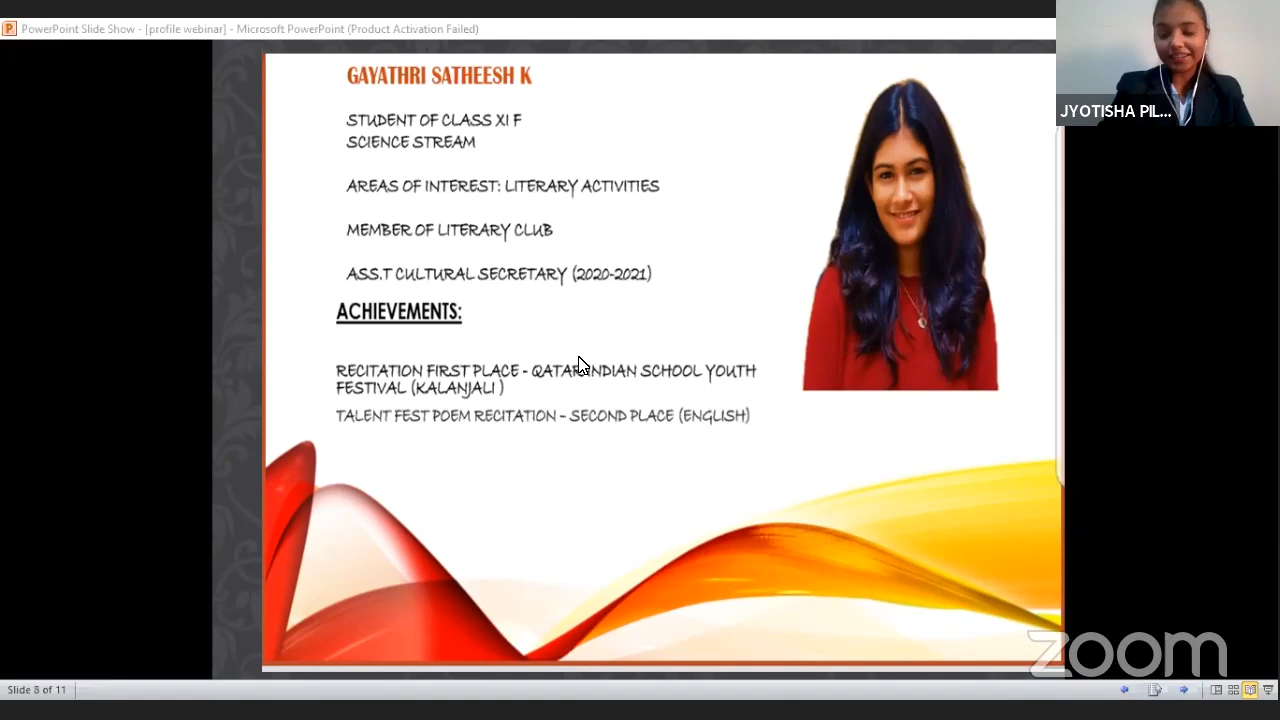 PowerPoint Slide Show - [profile webinar] - Microsoft PowerPoint (Product Activation Failed)
JYOTISHA PIL...
GAYATHRI SATHEESH K
STUDENT OF CLASS XI F
SCIENCE STREAM
AREAS OF INTEREST: LITERARY ACTIVITIES
MEMBER OF LITERARY CLUB
ASS.T CULTURAL SECRETARY (2020-2021)
ACHIEVEMENTS:
RECITATION FIRST PLACE - QATAR INDIAN SCHOOL YOUTH
FESTIVAL (KALANJALI )
TALENT FEST POEM RECITATION – SECOND PLACE (ENGLISH)
zoom
Slide 8 of 11